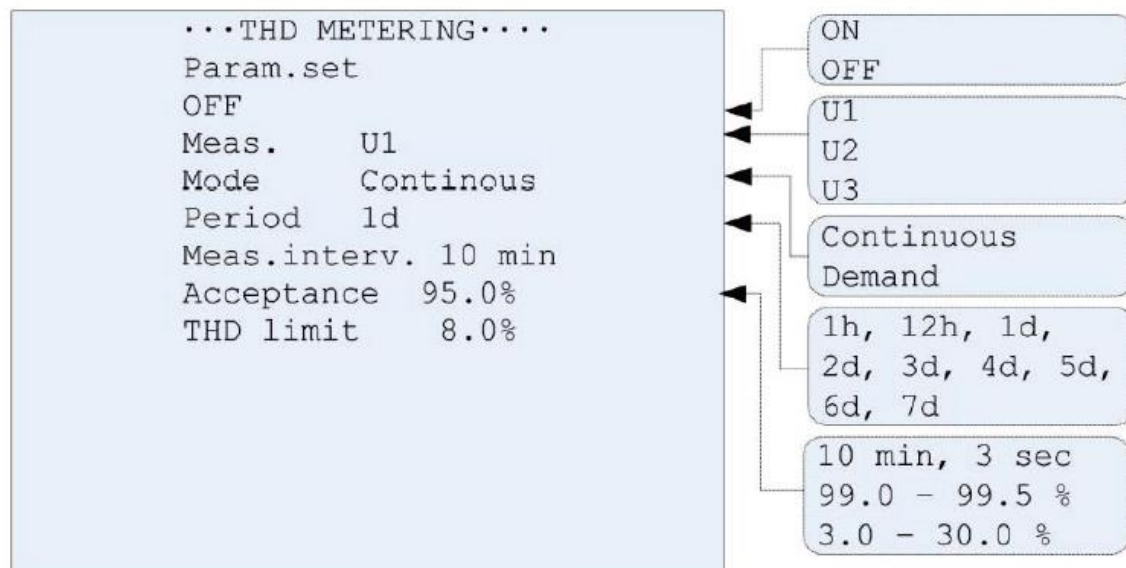 ···THD METERING····
Param.set
OFF
Meas. U1
Mode Continous
Period 1d
Meas.interv. 10 min
Acceptance 95.0%
THD limit 8.0%
ON
OFF
U1
U2
U3
Continuous
Demand
1h, 12h, 1d,
2d, 3d, 4d, 5d,
6d, 7d
10 min, 3 sec
99.0 – 99.5 %
3.0 – 30.0 %